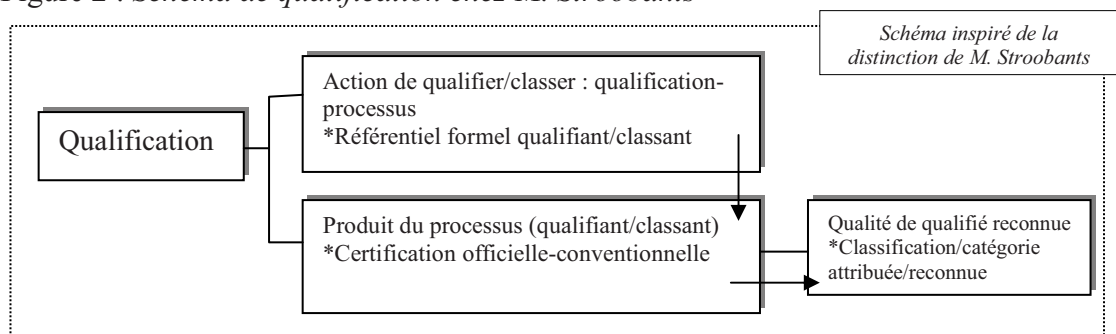 Figure 2 : Schéma de qualification chez M. Stroobants
Schéma inspiré de la
distinction de M. Stroobants
Action de qualifier/classer : qualification-
processus
*Référentiel formel qualifiant/classant
Qualification
Produit du processus (qualifiant/classant)
*Certification officielle-conventionnelle
Qualité de qualifié reconnue
*Classification/catégorie
attribuée/reconnue